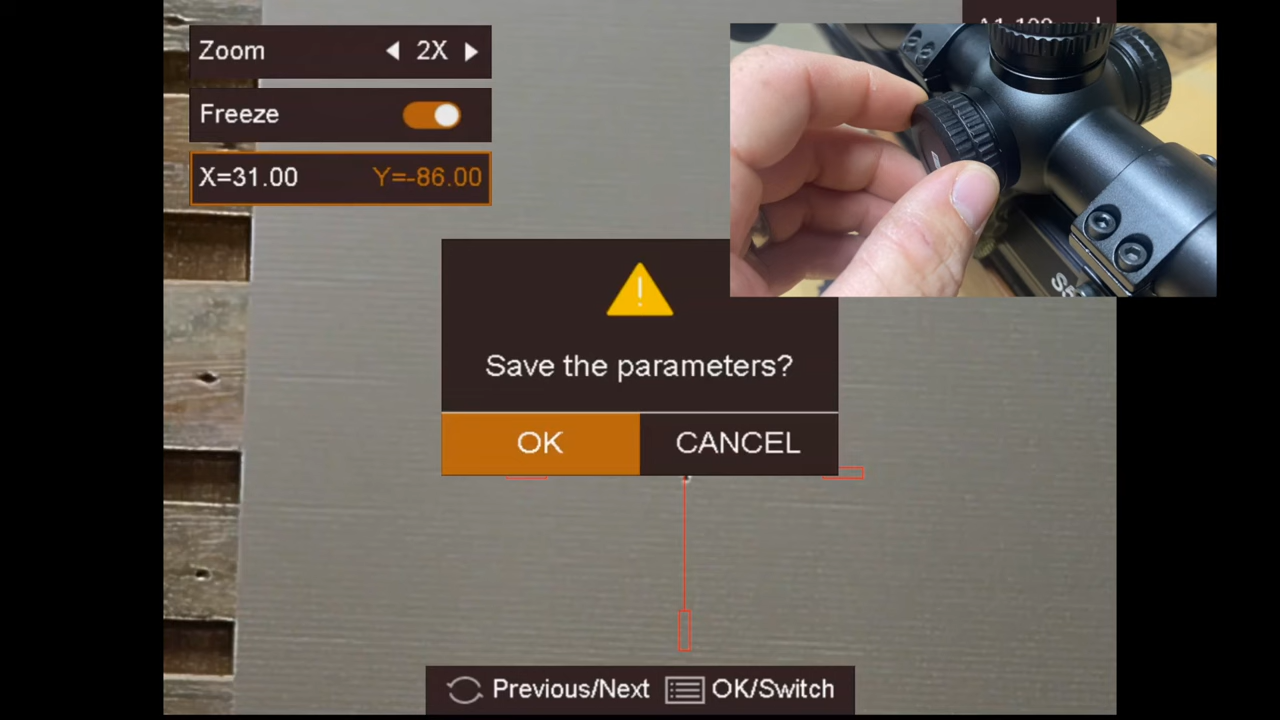 Zoom 2X
Freeze
X=31.00 Y=-86.00
Save the parameters?
OK CANCEL
Previous/Next OK/Switch